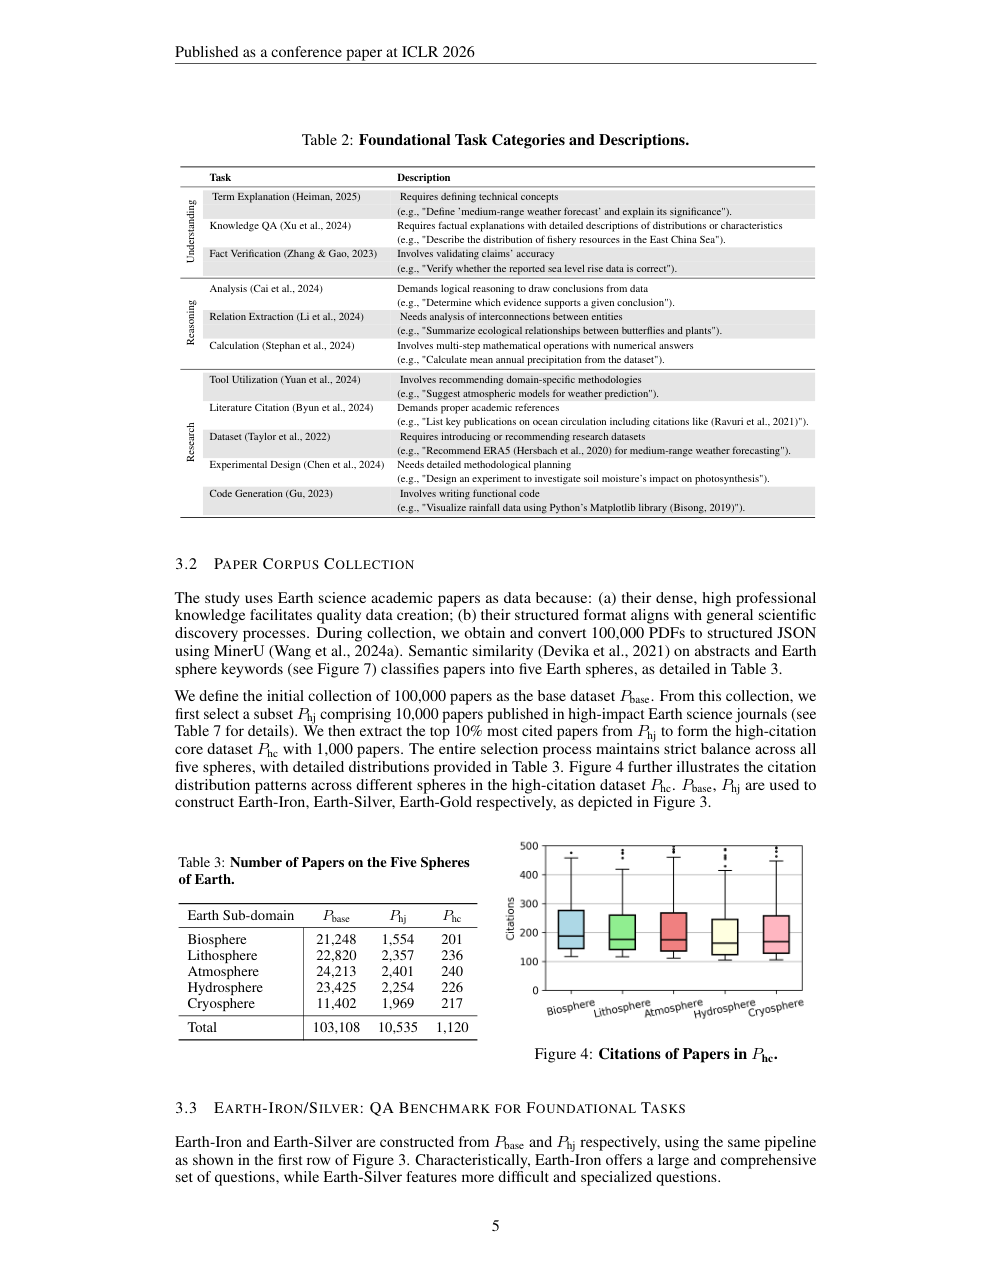 Published as a conference paper at ICLR 2026
Table 2: Foundational Task Categories and Descriptions.
Task Description
Understanding
Term Explanation (Heiman, 2025) Requires defining technical concepts
(e.g., "Define 'medium-range weather forecast' and explain its significance").
Knowledge QA (Xu et al., 2024) Requires factual explanations with detailed descriptions of distributions or characteristics
(e.g., "Describe the distribution of fishery resources in the East China Sea").
Fact Verification (Zhang & Gao, 2023) Involves validating claims' accuracy
(e.g., "Verify whether the reported sea level rise data is correct").
Reasoning
Analysis (Cai et al., 2024) Demands logical reasoning to draw conclusions from data
(e.g., "Determine which evidence supports a given conclusion").
Relation Extraction (Li et al., 2024) Needs analysis of interconnections between entities
(e.g., "Summarize ecological relationships between butterflies and plants").
Calculation (Stephan et al., 2024) Involves multi-step mathematical operations with numerical answers
(e.g., "Calculate mean annual precipitation from the dataset").
Research
Tool Utilization (Yuan et al., 2024) Involves recommending domain-specific methodologies
(e.g., "Suggest atmospheric models for weather prediction").
Literature Citation (Byun et al., 2024) Demands proper academic references
(e.g., "List key publications on ocean circulation including citations like (Ravuri et al., 2021)").
Dataset (Taylor et al., 2022) Requires introducing or recommending research datasets
(e.g., "Recommend ERA5 (Hersbach et al., 2020) for medium-range weather forecasting").
Experimental Design (Chen et al., 2024) Needs detailed methodological planning
(e.g., "Design an experiment to investigate soil moisture's impact on photosynthesis").
Code Generation (Gu, 2023) Involves writing functional code
(e.g., "Visualize rainfall data using Python's Matplotlib library (Bisong, 2019)").
3.2 PAPER CORPUS COLLECTION
The study uses Earth science academic papers as data because: (a) their dense, high professional
knowledge facilitates quality data creation; (b) their structured format aligns with general scientific
discovery processes. During collection, we obtain and convert 100,000 PDFs to structured JSON
using MinerU (Wang et al., 2024a). Semantic similarity (Devika et al., 2021) on abstracts and Earth
sphere keywords (see Figure 7) classifies papers into five Earth spheres, as detailed in Table 3.
We define the initial collection of 100,000 papers as the base dataset Pbase. From this collection, we
first select a subset Phj comprising 10,000 papers published in high-impact Earth science journals (see
Table 7 for details). We then extract the top 10% most cited papers from Phj to form the high-citation
core dataset Phc with 1,000 papers. The entire selection process maintains strict balance across all
five spheres, with detailed distributions provided in Table 3. Figure 4 further illustrates the citation
distribution patterns across different spheres in the high-citation dataset Phc. Pbase, Phj are used to
construct Earth-Iron, Earth-Silver, Earth-Gold respectively, as depicted in Figure 3.
Table 3: Number of Papers on the Five Spheres
of Earth.
Earth Sub-domain Pbase Phj Phc
Biosphere 21,248 1,554 201
Lithosphere 22,820 2,357 236
Atmosphere 24,213 2,401 240
Hydrosphere 23,425 2,254 226
Cryosphere 11,402 1,969 217
Total 103,108 10,535 1,120
Citations
500
400
300
200
100
0
Biosphere Lithosphere Atmosphere Hydrosphere Cryosphere
Figure 4: Citations of Papers in Phc.
3.3 EARTH-IRON/SILVER: QA BENCHMARK FOR FOUNDATIONAL TASKS
Earth-Iron and Earth-Silver are constructed from Pbase and Phj respectively, using the same pipeline
as shown in the first row of Figure 3. Characteristically, Earth-Iron offers a large and comprehensive
set of questions, while Earth-Silver features more difficult and specialized questions.
5